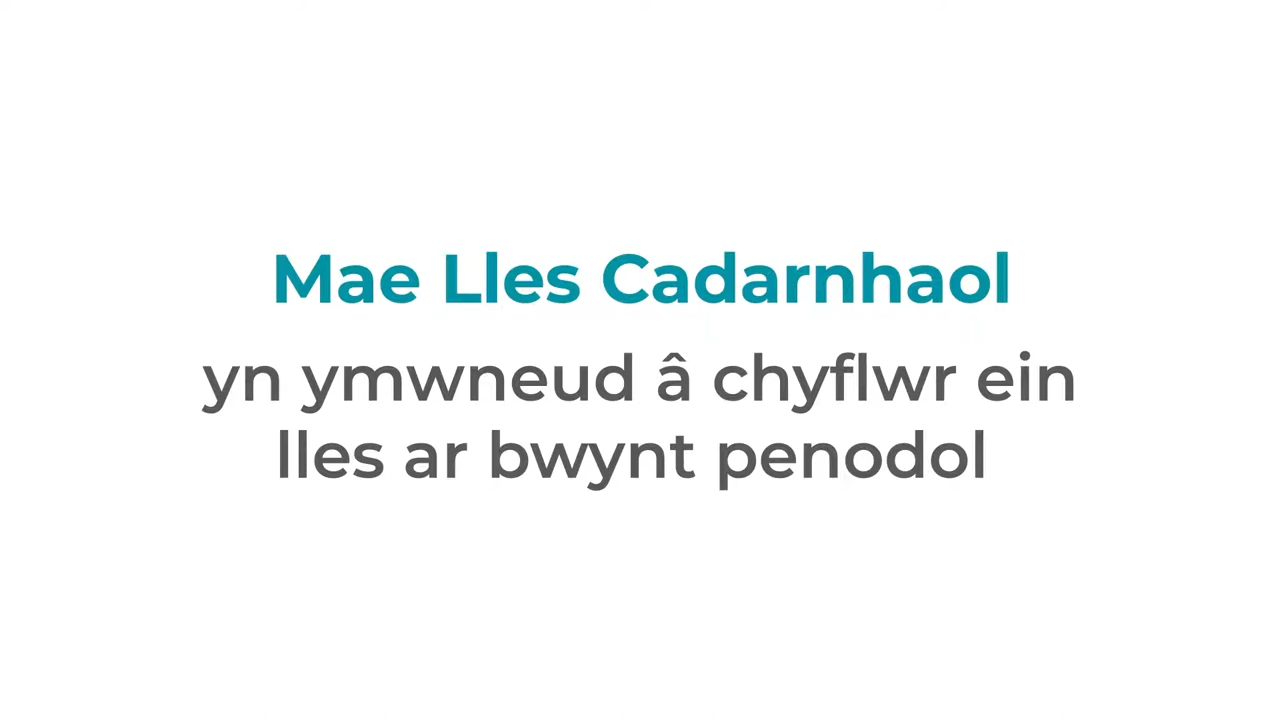 Mae Lles Cadarnhaol
yn ymwneud â chyflwr ein
lles ar bwynt penodol